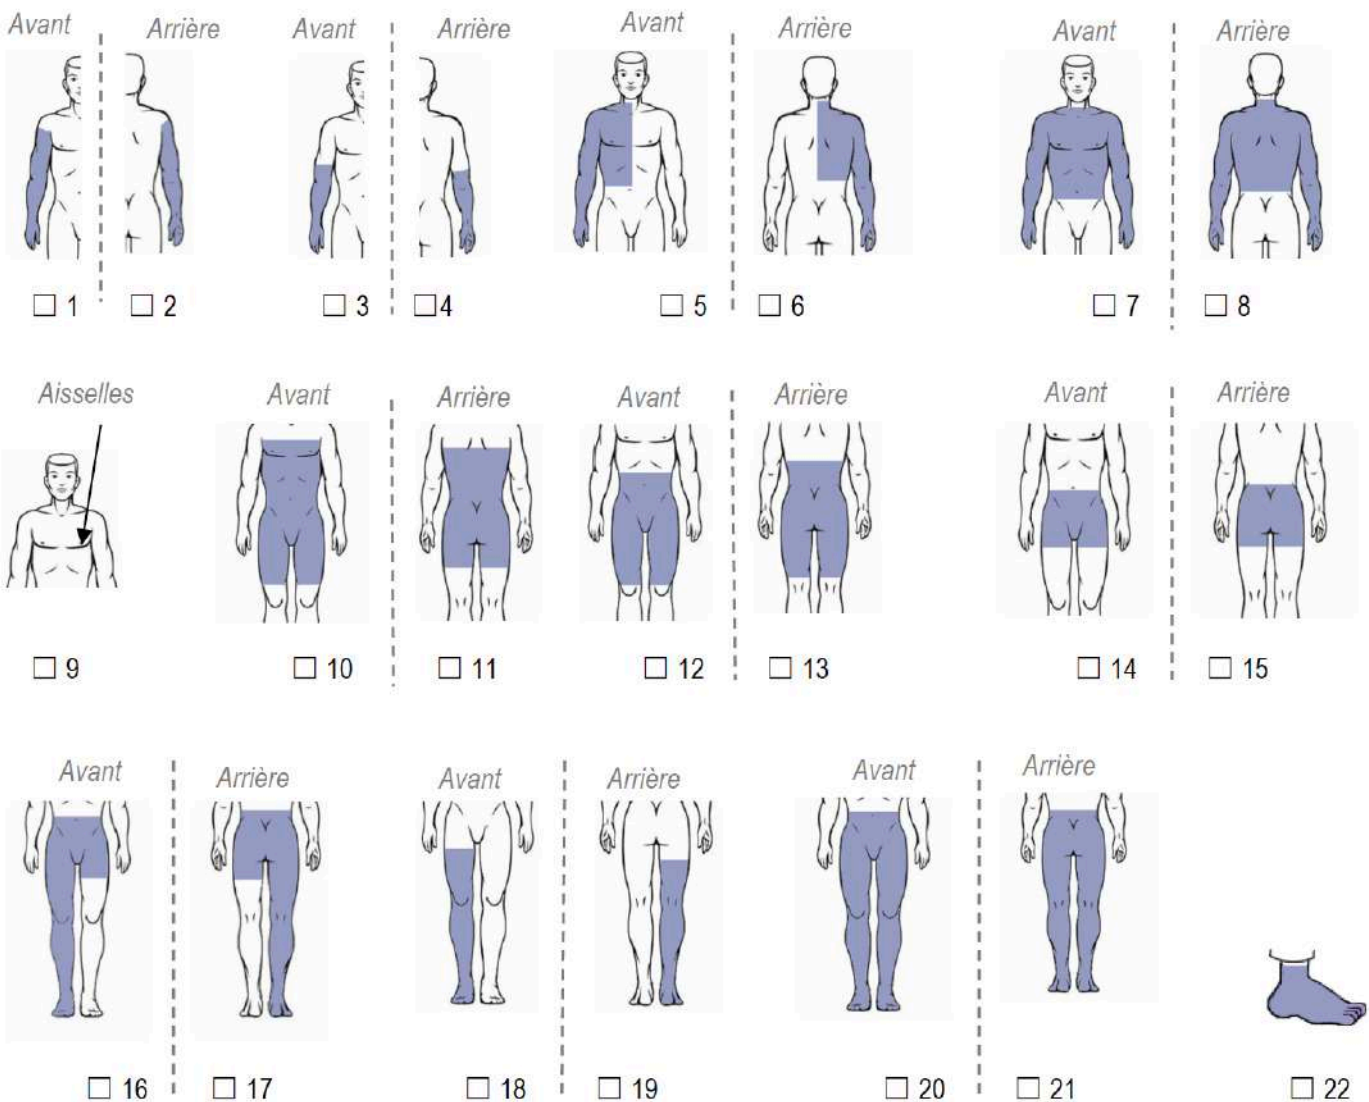 Avant Arrière Avant Arrière Avant Arrière Avant Arrière
☐ 1 ☐ 2 ☐ 3 ☐ 4 ☐ 5 ☐ 6 ☐ 7 ☐ 8
Aisselles Avant Arrière Avant Arrière Avant Arrière
☐ 9 ☐ 10 ☐ 11 ☐ 12 ☐ 13 ☐ 14 ☐ 15
Avant Arrière Avant Arrière Avant Arrière
☐ 16 ☐ 17 ☐ 18 ☐ 19 ☐ 20 ☐ 21 ☐ 22